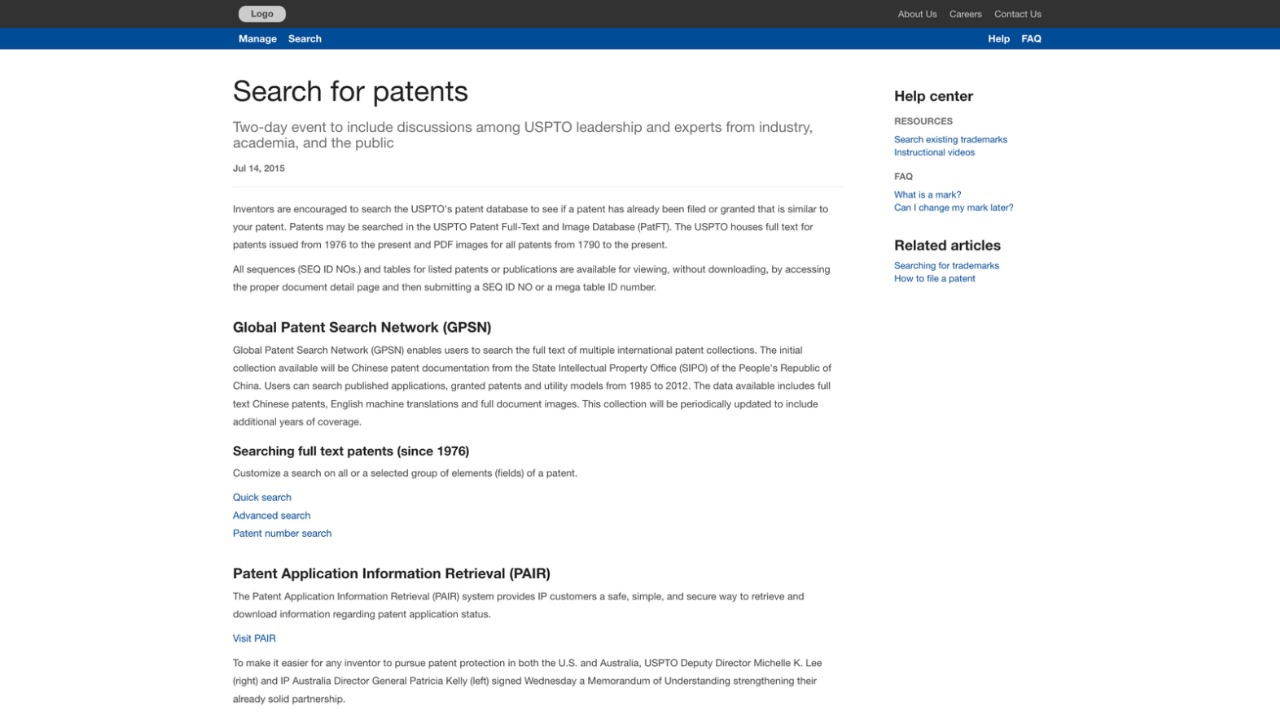 Logo
About Us Careers Contact Us
Manage Search
Help FAQ
Search for patents
Two-day event to include discussions among USPTO leadership and experts from industry,
academia, and the public
Jul 14, 2015
Inventors are encouraged to search the USPTO's patent database to see if a patent has already been filed or granted that is similar to
your patent. Patents may be searched in the USPTO Patent Full-Text and Image Database (PatFT). The USPTO houses full text for
patents issued from 1976 to the present and PDF images for all patents from 1790 to the present.
All sequences (SEQ ID NOs.) and tables for listed patents or publications are available for viewing, without downloading, by accessing
the proper document detail page and then submitting a SEQ ID NO or a mega table ID number.
Global Patent Search Network (GPSN)
Global Patent Search Network (GPSN) enables users to search the full text of multiple international patent collections. The initial
collection available will be Chinese patent documentation from the State Intellectual Property Office (SIPO) of the People's Republic of
China. Users can search published applications, granted patents and utility models from 1985 to 2012. The data available includes full
text Chinese patents, English machine translations and full document images. This collection will be periodically updated to include
additional years of coverage.
Searching full text patents (since 1976)
Customize a search on all or a selected group of elements (fields) of a patent.
Quick search
Advanced search
Patent number search
Patent Application Information Retrieval (PAIR)
The Patent Application Information Retrieval (PAIR) system provides IP customers a safe, simple, and secure way to retrieve and
download information regarding patent application status.
Visit PAIR
To make it easier for any inventor to pursue patent protection in both the U.S. and Australia, USPTO Deputy Director Michelle K. Lee
(right) and IP Australia Director General Patricia Kelly (left) signed Wednesday a Memorandum of Understanding strengthening their
already solid partnership.
Help center
RESOURCES
Search existing trademarks
Instructional videos
FAQ
What is a mark?
Can I change my mark later?
Related articles
Searching for trademarks
How to file a patent